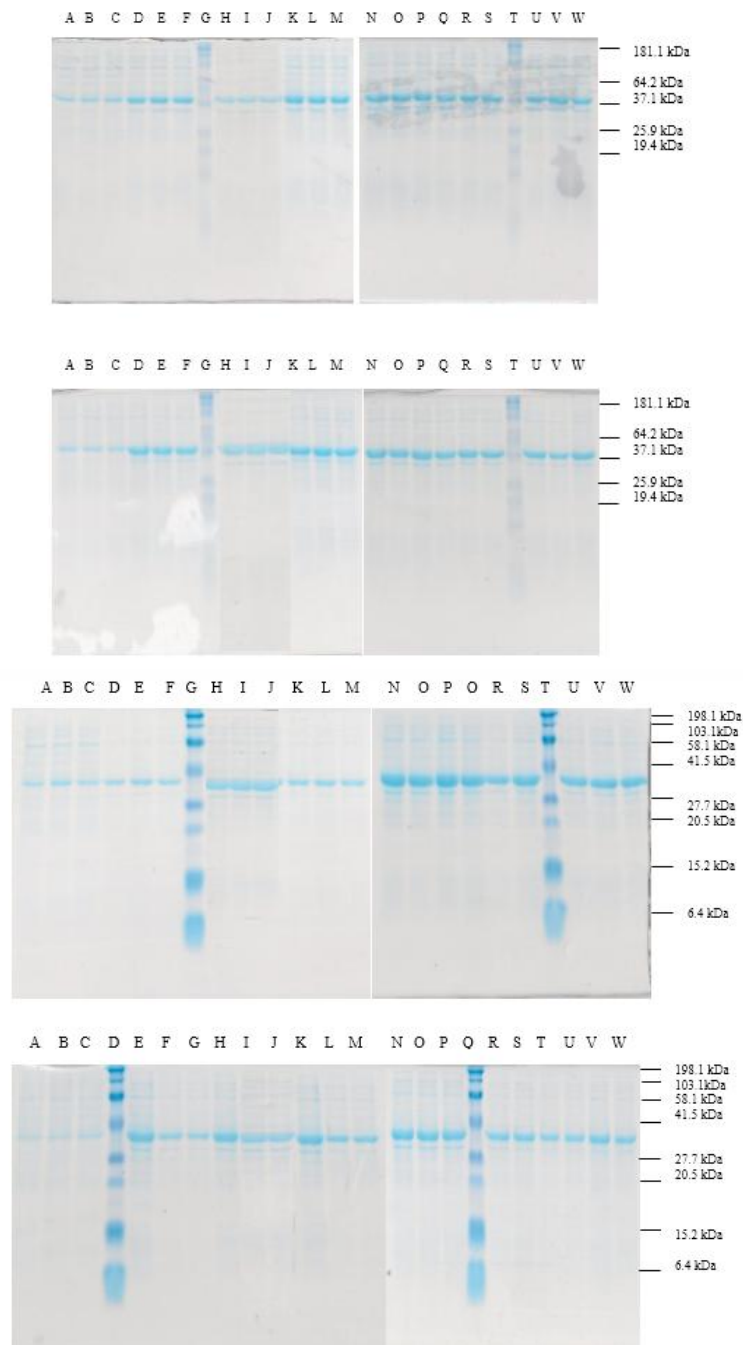 A B C D E F G H I J K L M N O P Q R S T U V W
181.1 kDa
64.2 kDa
37.1 kDa
25.9 kDa
19.4 kDa
A B C D E F G H I J K L M N O P Q R S T U V W
181.1 kDa
64.2 kDa
37.1 kDa
25.9 kDa
19.4 kDa
A B C D E F G H I J K L M N O P O R S T U V W
198.1 kDa
103.1kDa
58.1 kDa
41.5 kDa
27.7 kDa
20.5 kDa
15.2 kDa
6.4 kDa
A B C D E F G H I J K L M N O P Q R S T U V W
198.1 kDa
103.1kDa
58.1 kDa
41.5 kDa
27.7 kDa
20.5 kDa
15.2 kDa
6.4 kDa